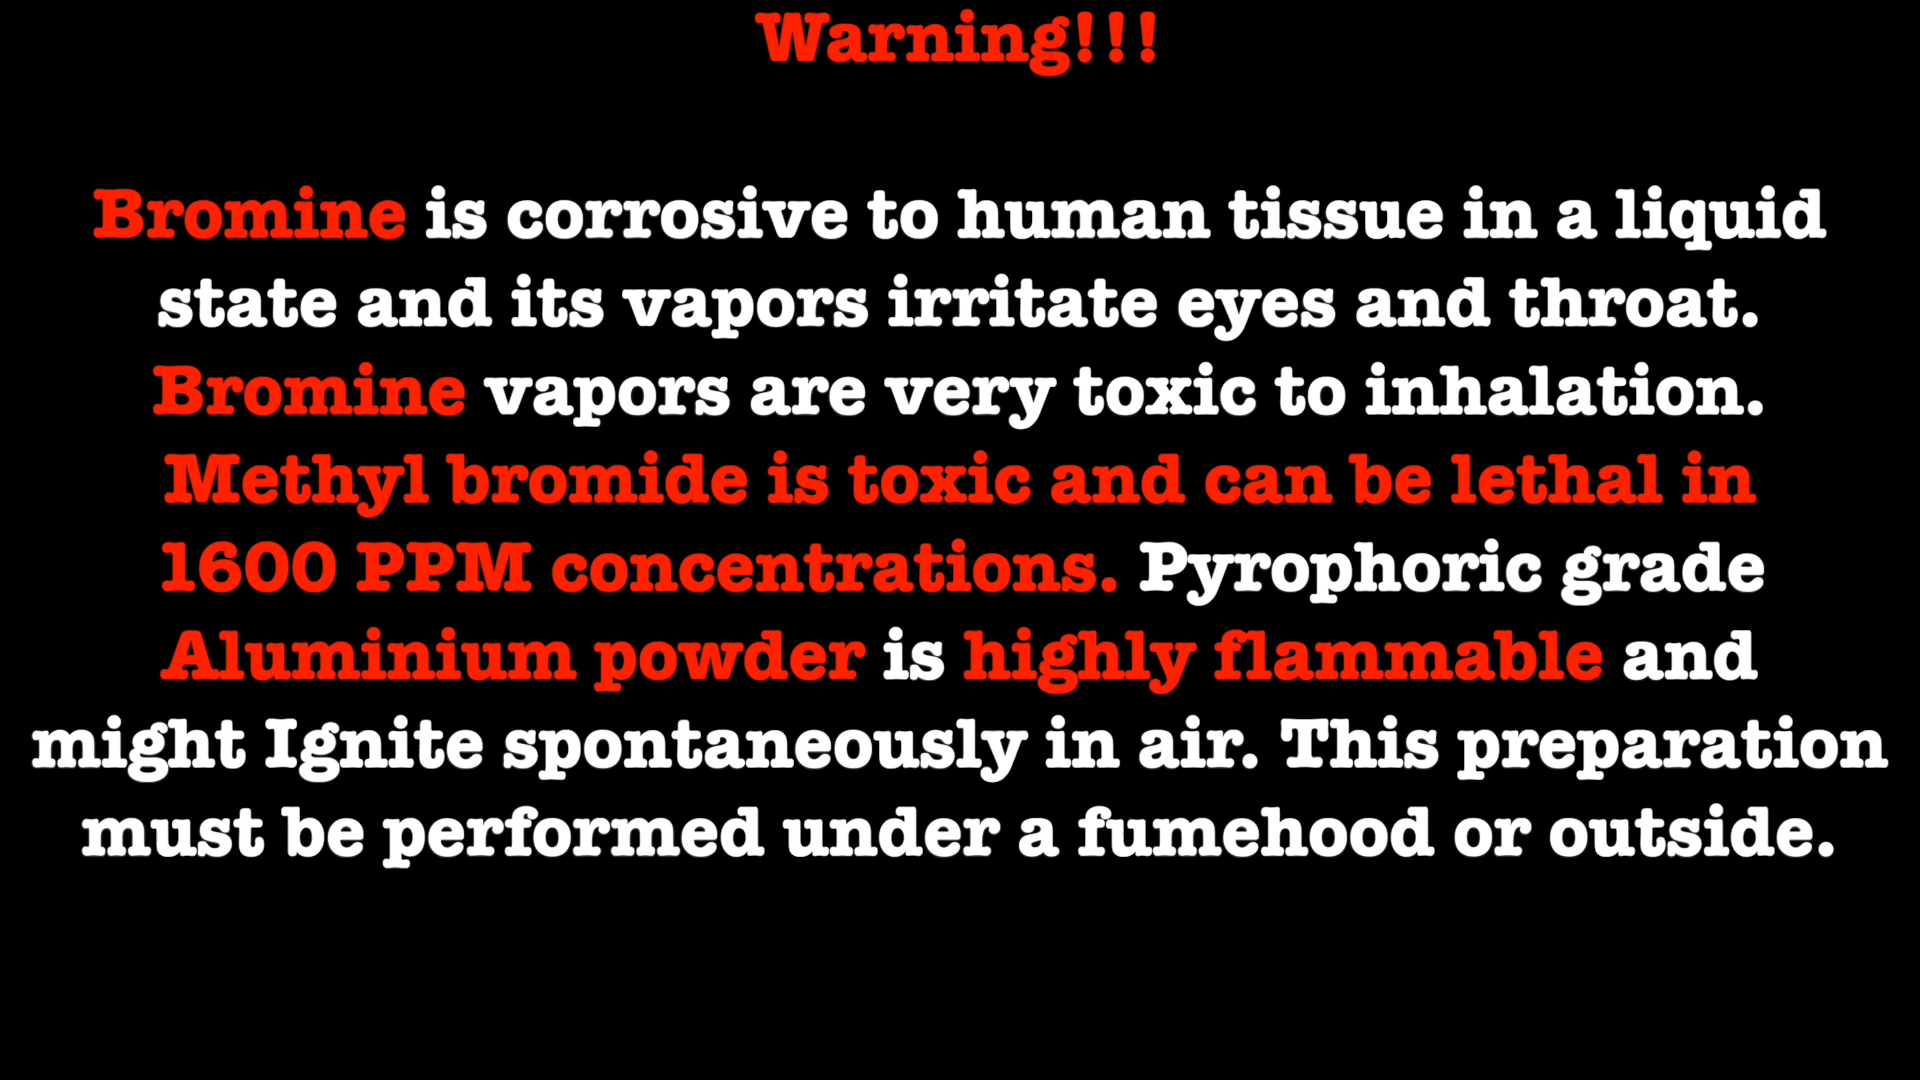 Warning!!!
Bromine is corrosive to human tissue in a liquid
state and its vapors irritate eyes and throat.
Bromine vapors are very toxic to inhalation.
Methyl bromide is toxic and can be lethal in
1600 PPM concentrations. Pyrophoric grade
Aluminium powder is highly flammable and
might Ignite spontaneously in air. This preparation
must be performed under a fumehood or outside.